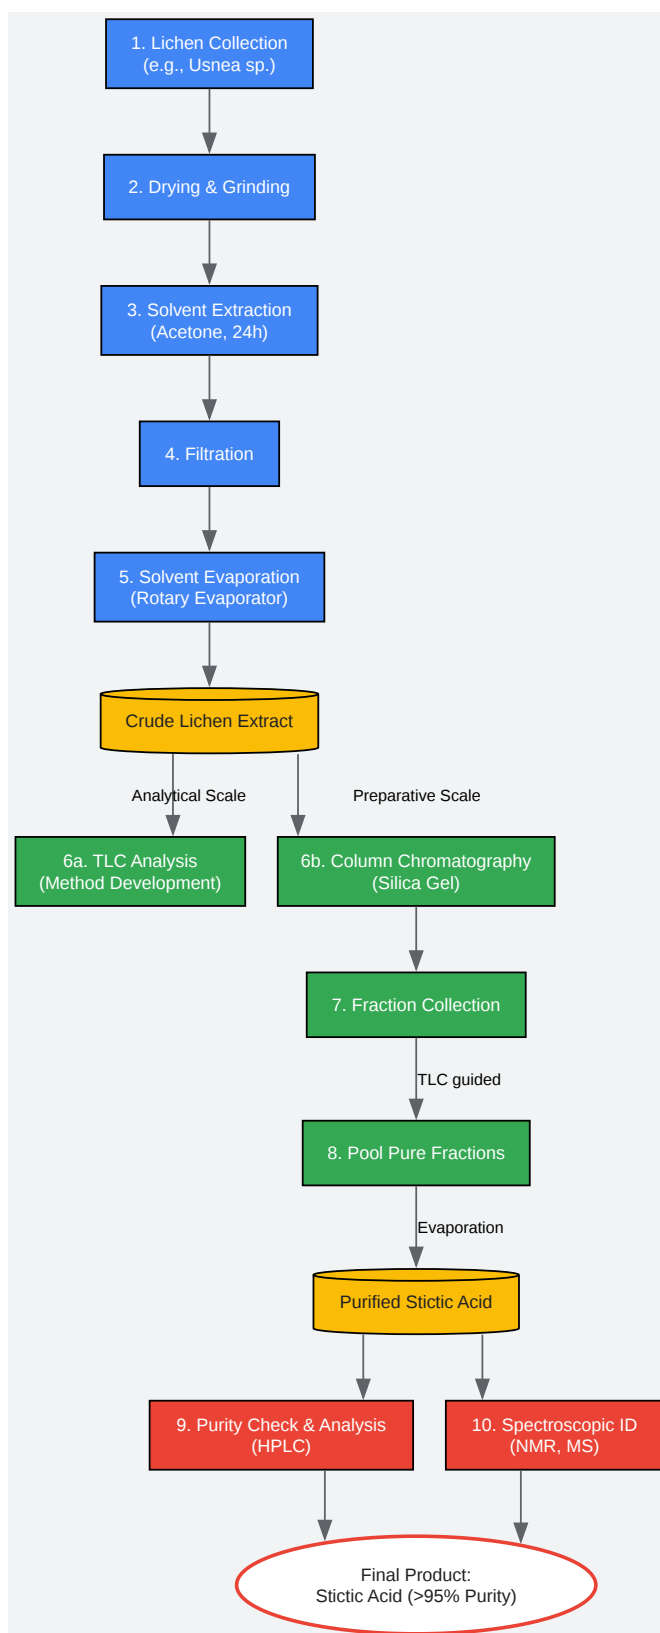 1. Lichen Collection
(e.g., Usnea sp.)
2. Drying & Grinding
3. Solvent Extraction
(Acetone, 24h)
4. Filtration
5. Solvent Evaporation
(Rotary Evaporator)
Crude Lichen Extract
Analytical Scale
Preparative Scale
6a. TLC Analysis
(Method Development)
6b. Column Chromatography
(Silica Gel)
7. Fraction Collection
TLC guided
8. Pool Pure Fractions
Evaporation
Purified Stictic Acid
9. Purity Check & Analysis
(HPLC)
10. Spectroscopic ID
(NMR, MS)
Final Product:
Stictic Acid (>95% Purity)